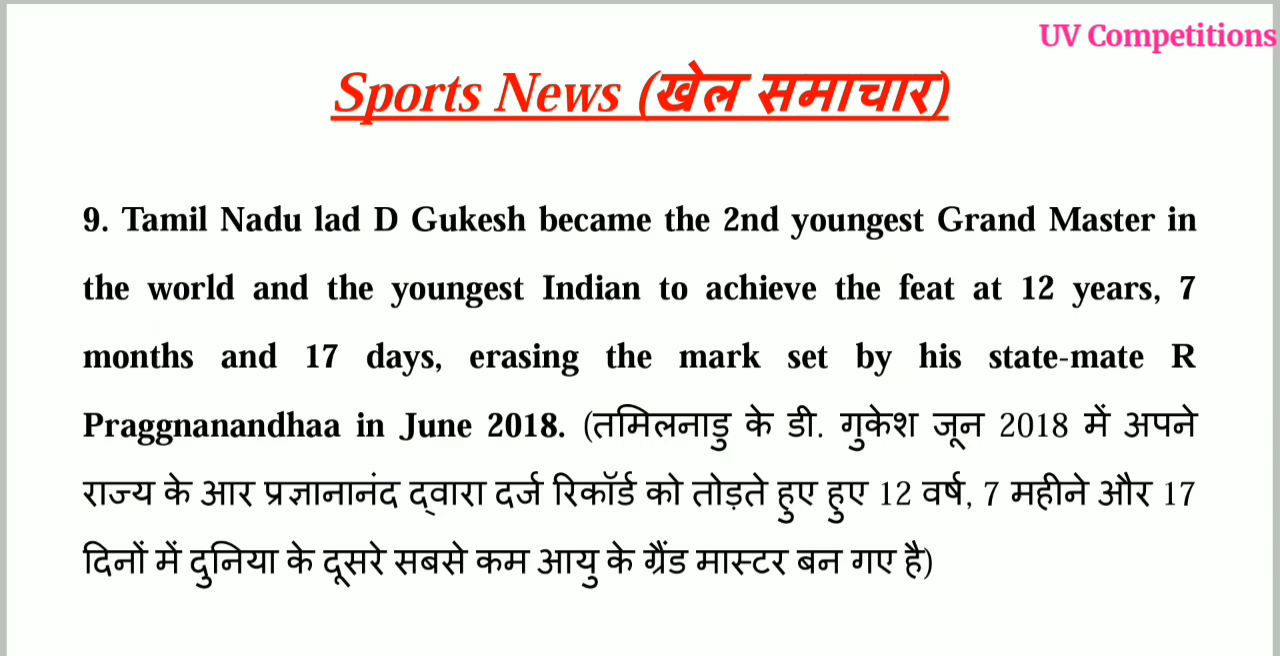 UV Competitions
Sports News (खेल समाचार)
9. Tamil Nadu lad D Gukesh became the 2nd youngest Grand Master in
the world and the youngest Indian to achieve the feat at 12 years, 7
months and 17 days, erasing the mark set by his state-mate R
Praggnanandhaa in June 2018. (तमिलनाडु के डी. गुकेश जून 2018 में अपने
राज्य के आर प्रज्ञानानंद द्वारा दर्ज रिकॉर्ड को तोड़ते हुए हुए 12 वर्ष, 7 महीने और 17
दिनों में दुनिया के दूसरे सबसे कम आयु के ग्रैंड मास्टर बन गए है)